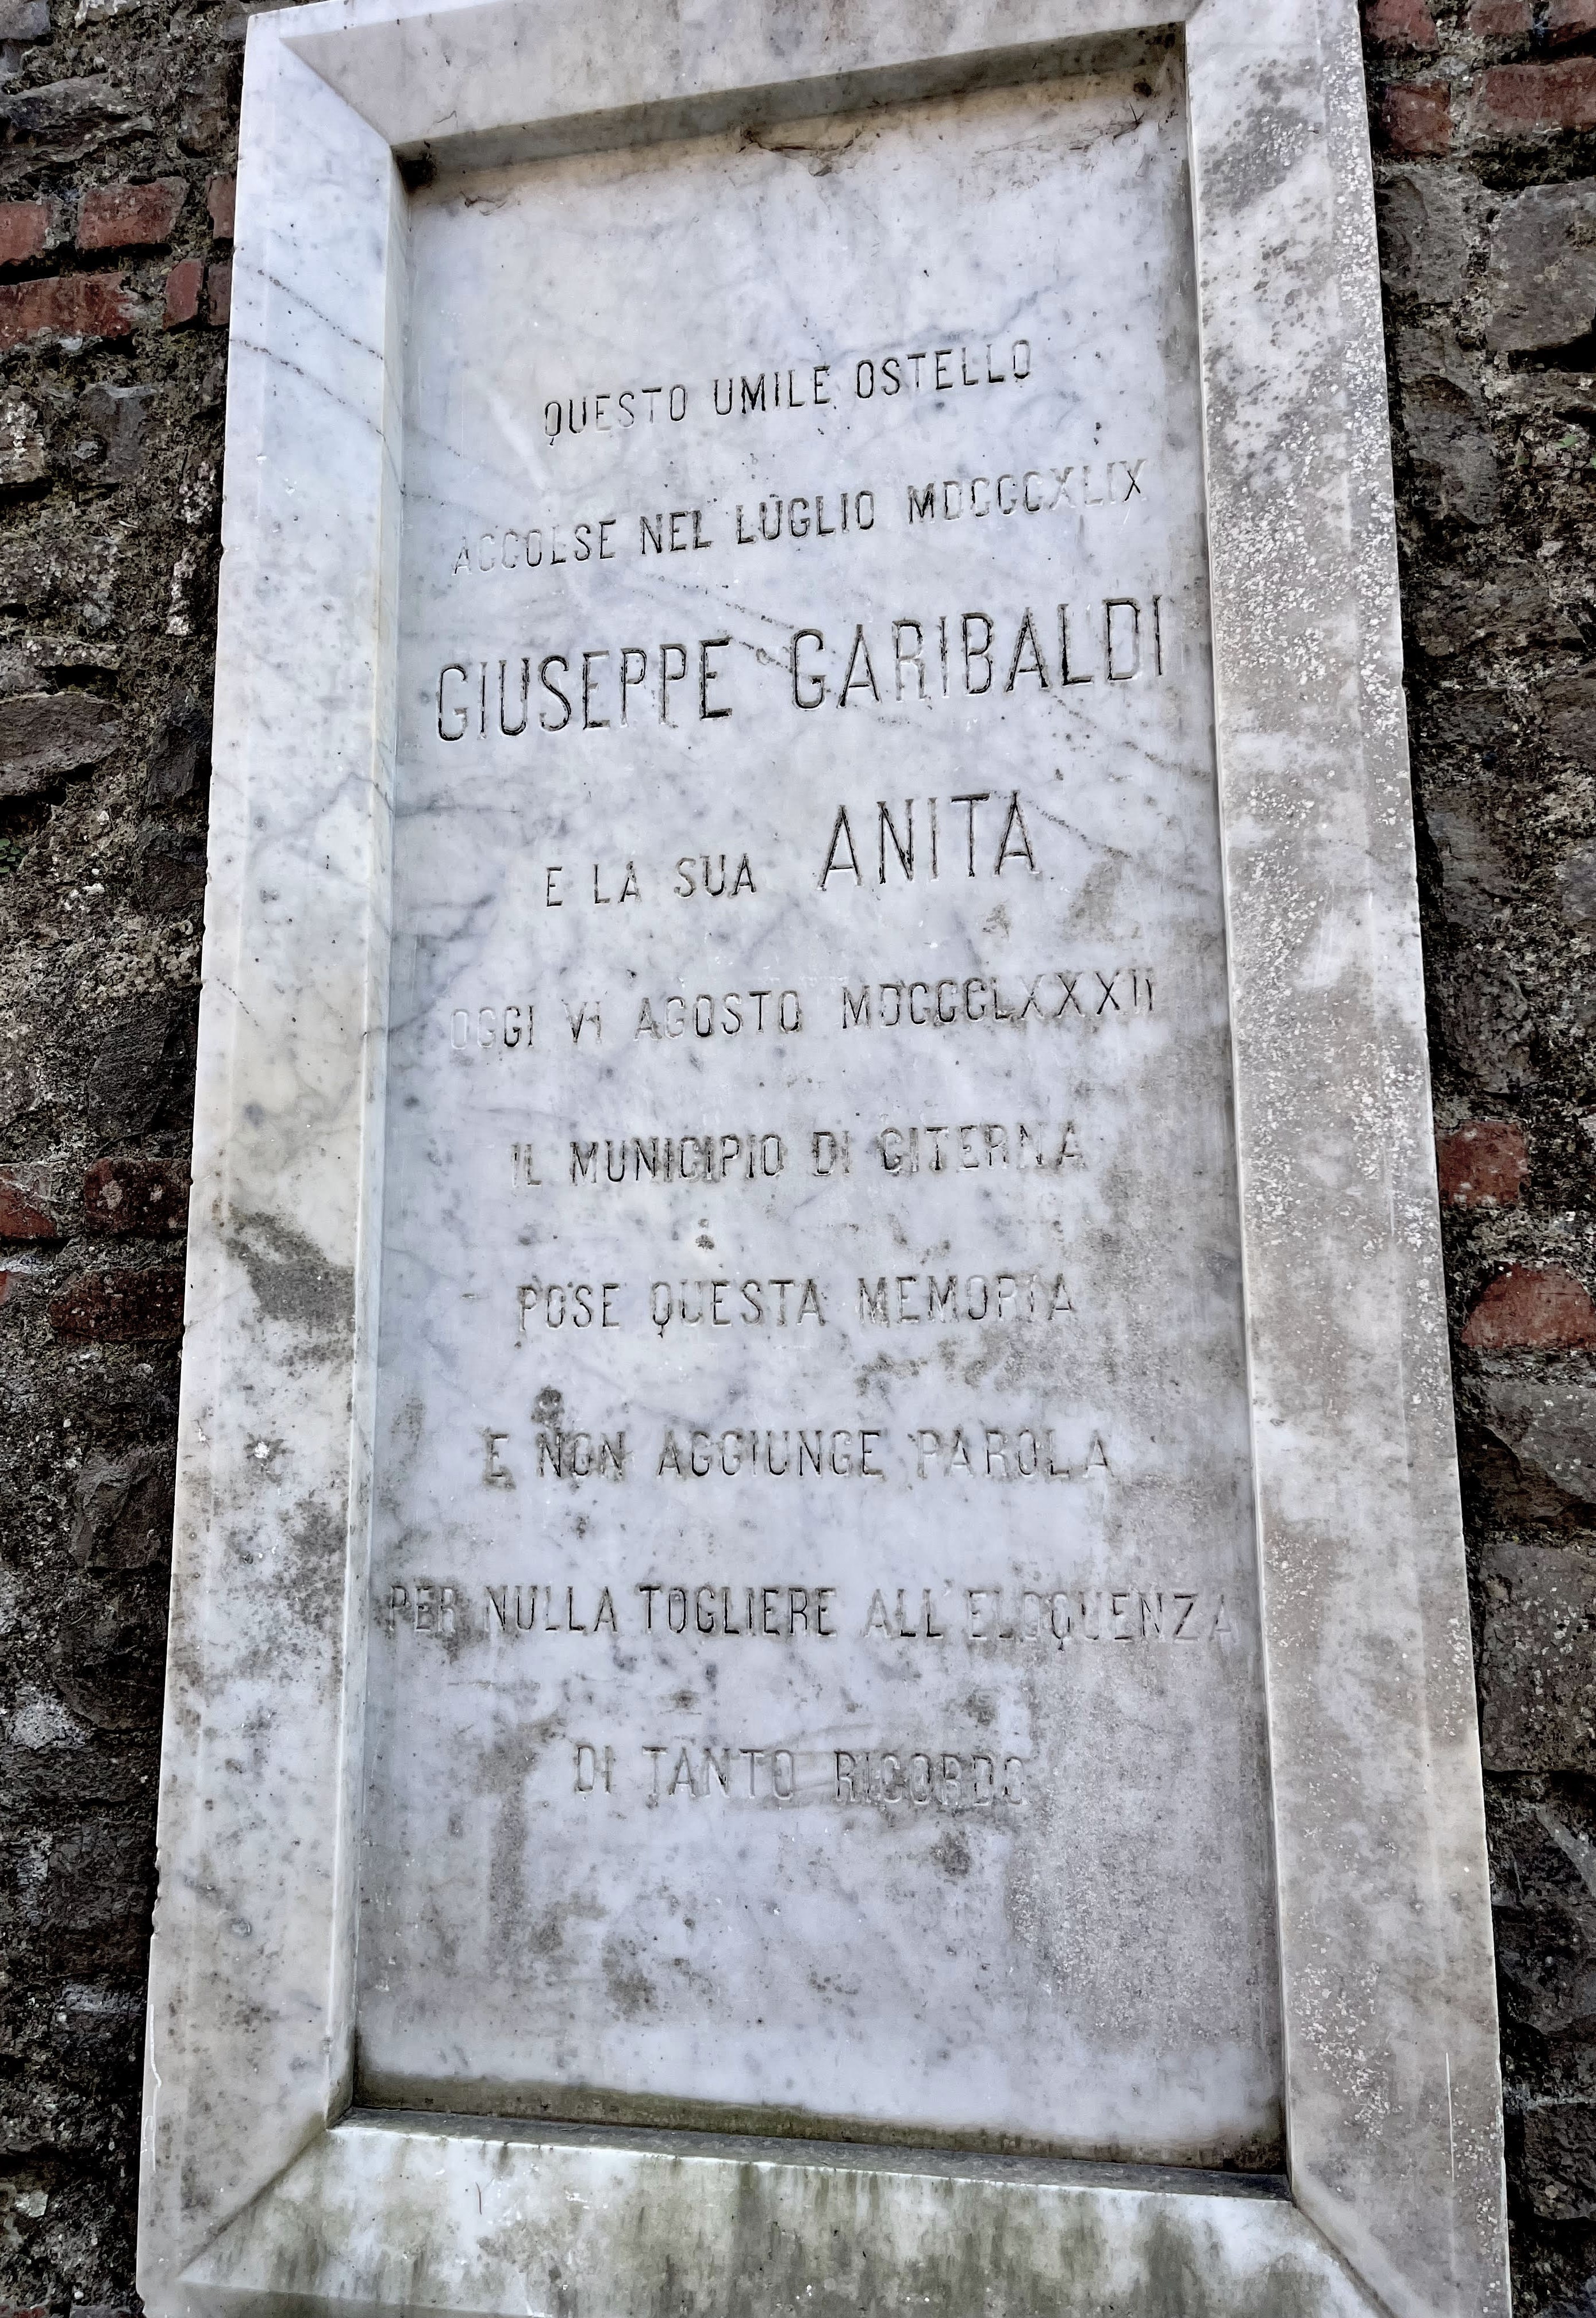 QUESTO UMILE OSTELLO
ACCOLSE NEL LUGLIO MDCCCXLIX
GIUSEPPE GARIBALDI
E LA SUA ANITA
OGGI VI AGOSTO MDCCCLXXXII
IL MUNICIPIO DI CITERNA
POSE QUESTA MEMORIA
E NON AGGIUNGE PAROLA
PER NULLA TOGLIERE ALL'ELOQUENZA
DI TANTO RICORDO